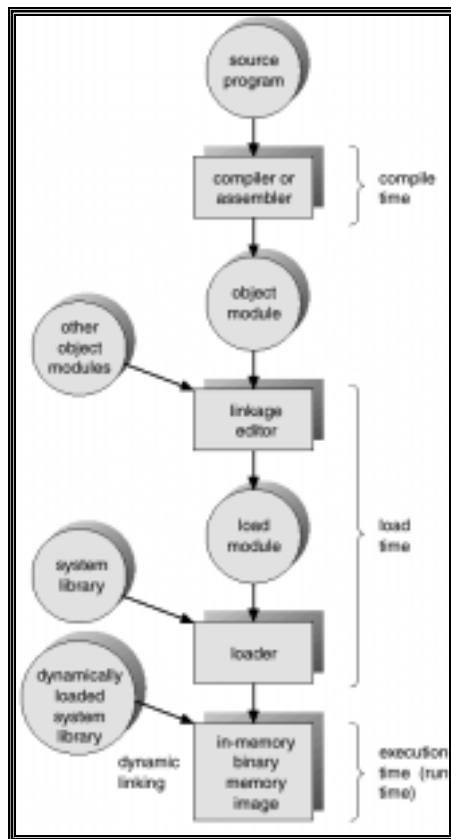 source
program
compiler or
assembler
compile
time
object
module
other
object
modules
linkage
editor
load
module
load
time
system
library
loader
dynamically
loaded
system
library
dynamic
linking
in-memory
binary
memory
image
execution
time (run
time)